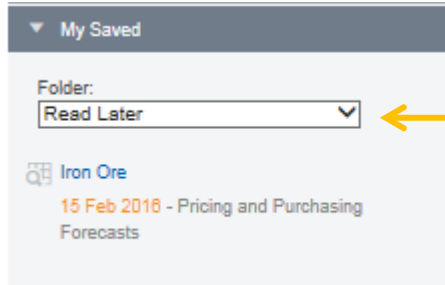 My Saved
Folder:
Read Later
Iron Ore
15 Feb 2016 - Pricing and Purchasing
Forecasts